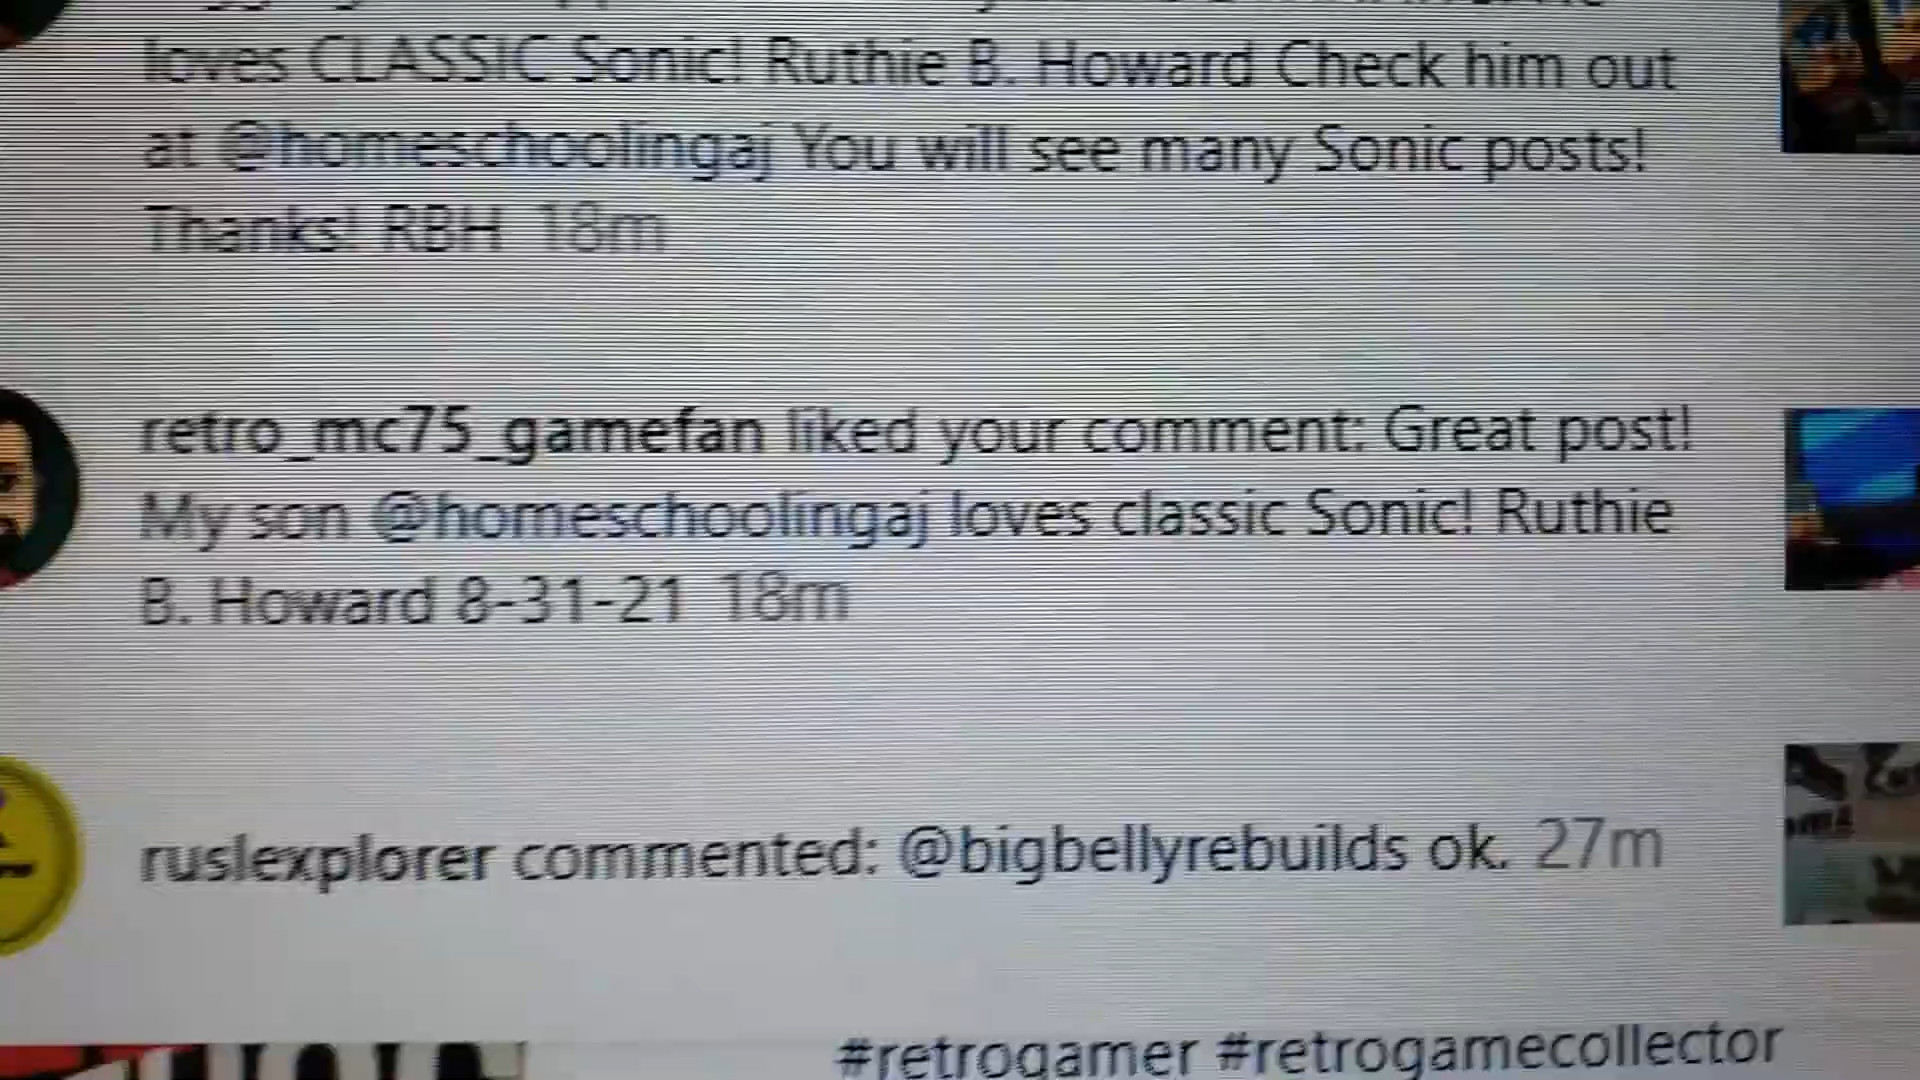 loves CLASSIC Sonic! Ruthie B. Howard Check him out
at @homeschoolingaj You will see many Sonic posts!
Thanks! RBH 18m
retro_mc75_gamefan liked your comment: Great post!
My son @homeschoolingaj loves classic Sonic! Ruthie
B. Howard 8-31-21 18m
ruslexplorer commented: @bigbellyrebuilds ok. 27m
#retrogamer #retrogamecollector